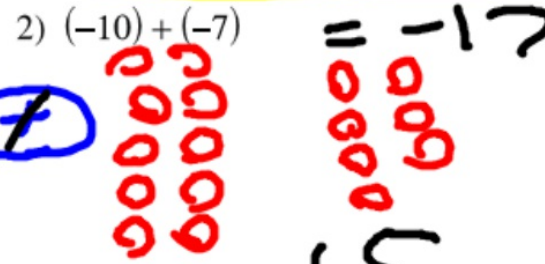 2) (−10) + (−7) = −17